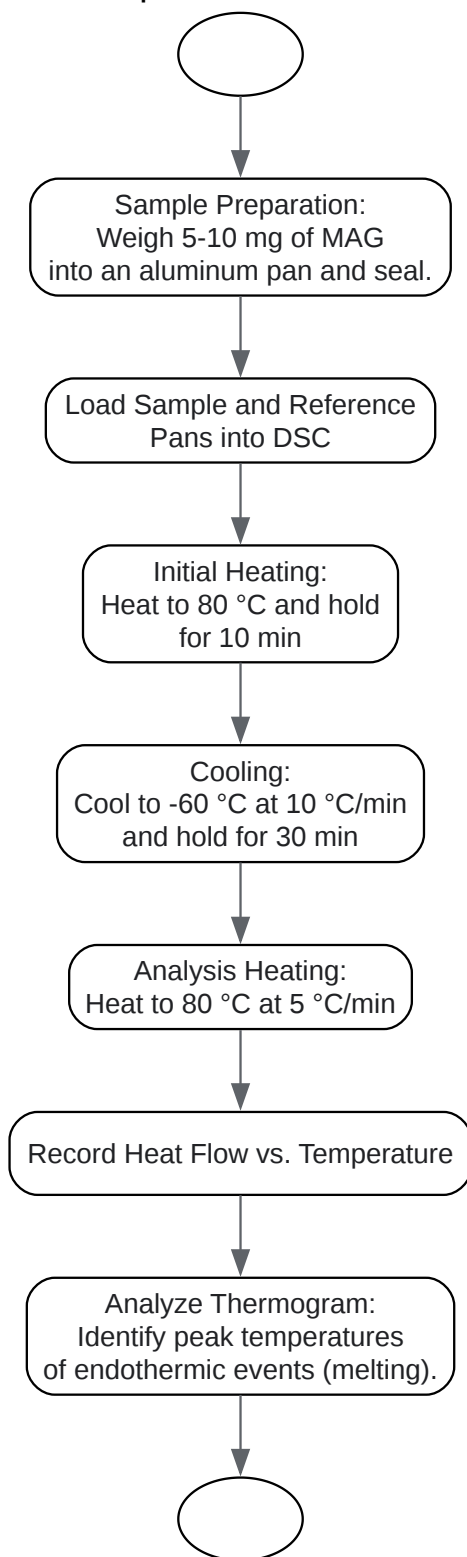 Sample Preparation:
Weigh 5-10 mg of MAG
into an aluminum pan and seal.
Load Sample and Reference
Pans into DSC
Initial Heating:
Heat to 80 °C and hold
for 10 min
Cooling:
Cool to -60 °C at 10 °C/min
and hold for 30 min
Analysis Heating:
Heat to 80 °C at 5 °C/min
Record Heat Flow vs. Temperature
Analyze Thermogram:
Identify peak temperatures
of endothermic events (melting).